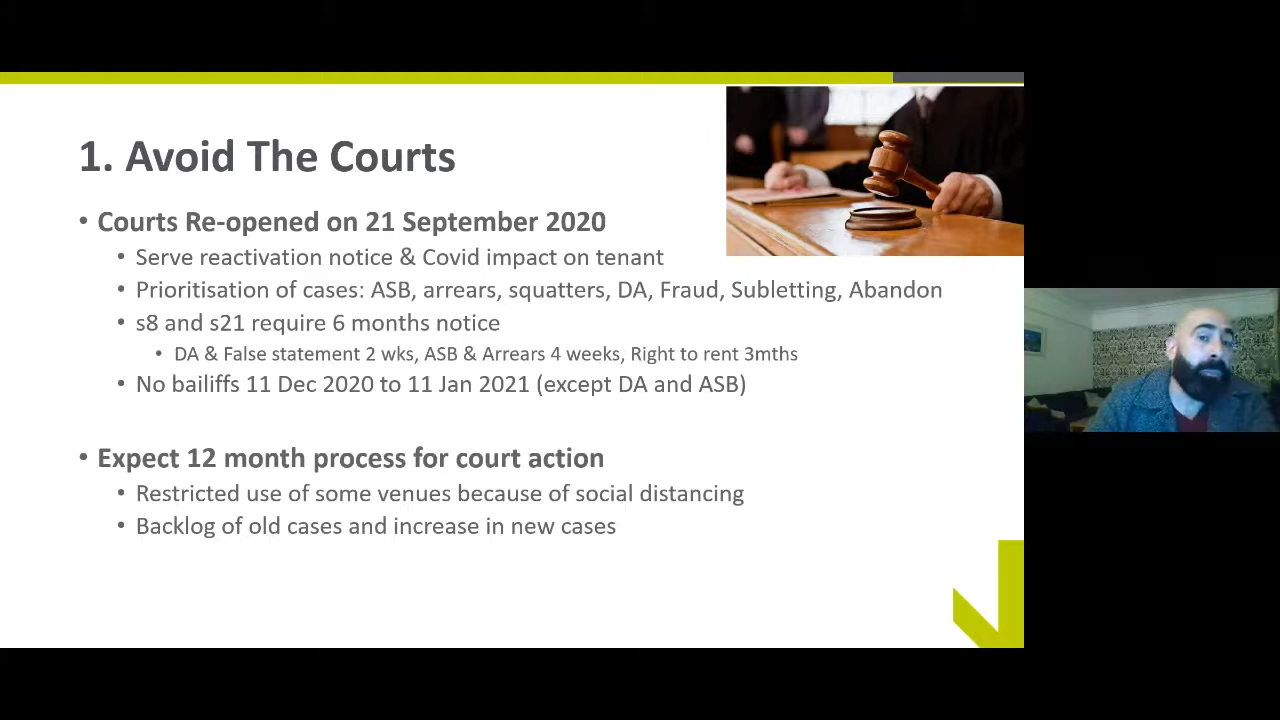 1. Avoid The Courts
• Courts Re-opened on 21 September 2020
• Serve reactivation notice & Covid impact on tenant
• Prioritisation of cases: ASB, arrears, squatters, DA, Fraud, Subletting, Abandon
• s8 and s21 require 6 months notice
• DA & False statement 2 wks, ASB & Arrears 4 weeks, Right to rent 3mths
• No bailiffs 11 Dec 2020 to 11 Jan 2021 (except DA and ASB)
• Expect 12 month process for court action
• Restricted use of some venues because of social distancing
• Backlog of old cases and increase in new cases